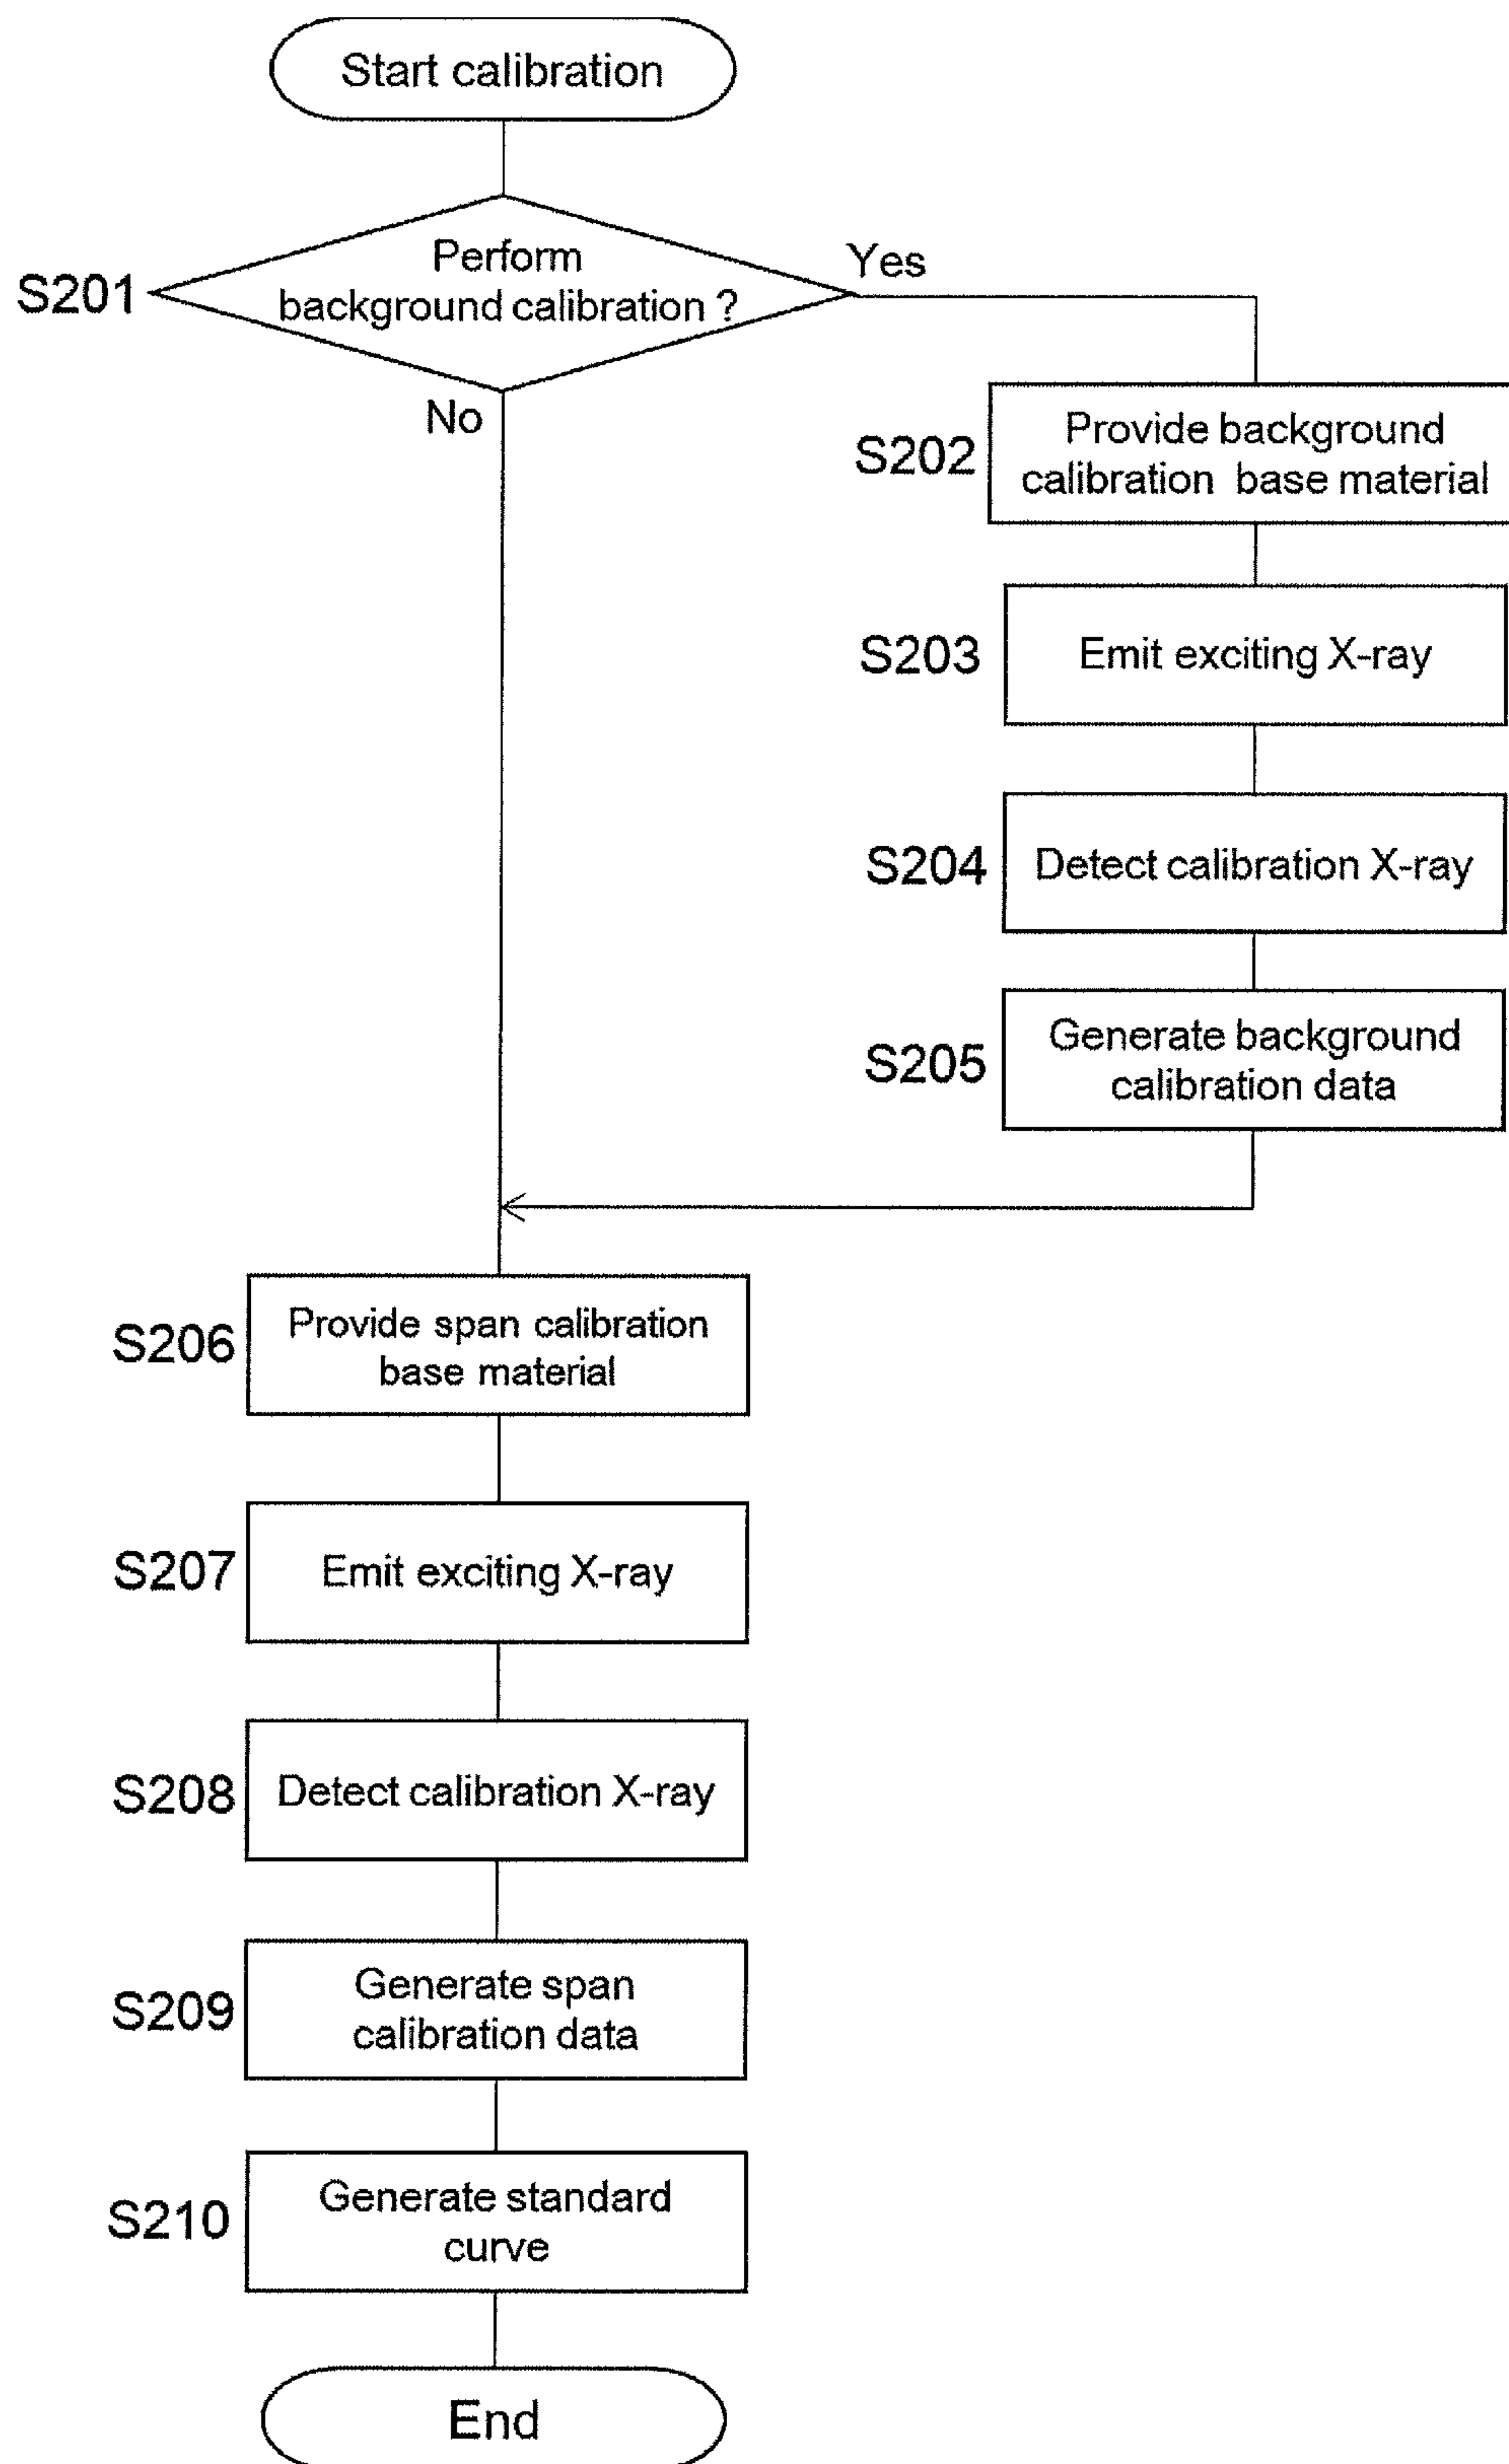 Start calibration
S201
Perform
background calibration ?
Yes
No
S202
Provide background
calibration base material
S203
Emit exciting X-ray
S204
Detect calibration X-ray
S205
Generate background
calibration data
S206
Provide span calibration
base material
S207
Emit exciting X-ray
S208
Detect calibration X-ray
S209
Generate span
calibration data
S210
Generate standard
curve
End